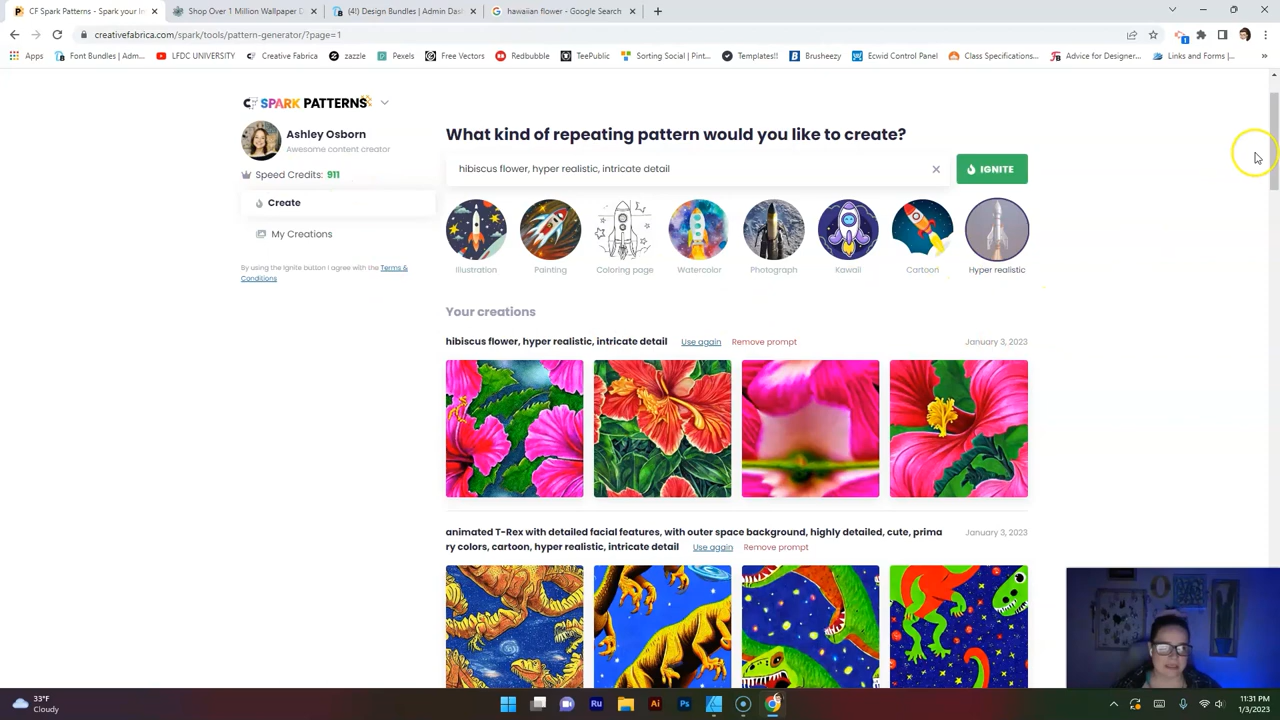 CF Spark Patterns - Spark by in
Shop Over 1 Million Wallpaper D
(41) Design Bundles | Admin Das
hawaiian flower - Google Search
creativefabrica.com/spark/tools/pattern-generator/?page=1
Apps
Font Bundles | Adm...
LFDC UNIVERSITY
Creative Fabrica
zazzle
Pexels
Free Vectors
Redbubble
TeePublic
Sorting Social | Pint...
Templates!!
Brusheezy
Ecwid Control Panel
Class Specifications...
Advice for Designer...
Links and Forms |...
CF SPARK PATTERNS
Ashley Osborn
Awesome content creator
Speed Credits: 911
Create
My Creations
By using the Ignite button I agree with the Terms &
Conditions
What kind of repeating pattern would you like to create?
hibiscus flower, hyper realistic, intricate detail
IGNITE
Illustration
Painting
Coloring page
Watercolor
Photograph
Kawaii
Cartoon
Hyper realistic
Your creations
hibiscus flower, hyper realistic, intricate detail Use again Remove prompt January 3, 2023
animated T-Rex with detailed facial features, with outer space background, highly detailed, cute, prima January 3, 2023
ry colors, cartoon, hyper realistic, intricate detail Use again Remove prompt
33°F
Cloudy
Ru
Ai
Ps
11:31 PM
1/3/2023